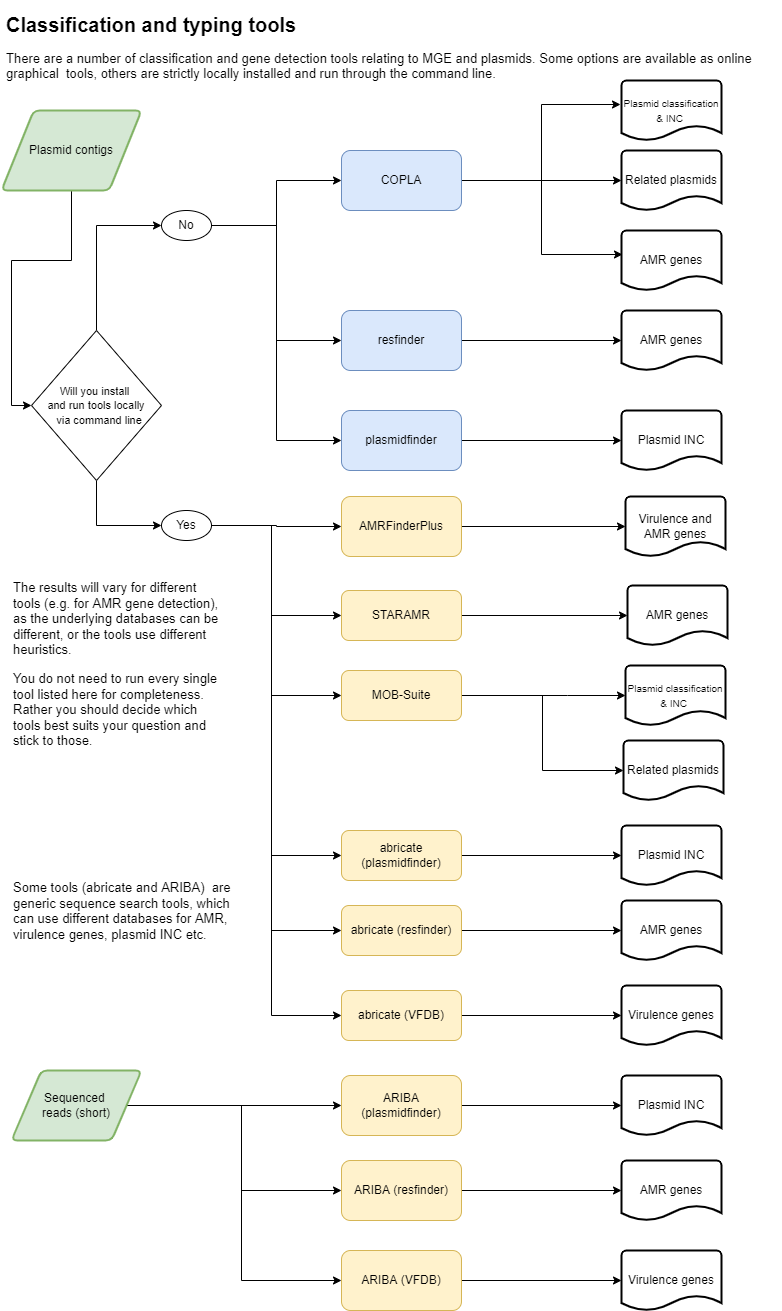 Classification and typing tools
There are a number of classification and gene detection tools relating to MGE and plasmids. Some options are available as online
graphical  tools, others are strictly locally installed and run through the command line.
Plasmid classification
& INC
Plasmid contigs
COPLA
Related plasmids
No
AMR genes
resfinder
AMR genes
Will you install
and run tools locally
via command line
plasmidfinder
Plasmid INC
Yes
AMRFinderPlus
Virulence and
AMR genes
The results will vary for different
tools (e.g. for AMR gene detection),
as the underlying databases can be
different, or the tools use different
heuristics.
STARAMR
AMR genes
You do not need to run every single
tool listed here for completeness.
Rather you should decide which
tools best suits your question and
stick to those.
MOB-Suite
Plasmid classification
& INC
Related plasmids
abricate
(plasmidfinder)
Plasmid INC
Some tools (abricate and ARIBA)  are
generic sequence search tools, which
can use different databases for AMR,
virulence genes, plasmid INC etc.
abricate (resfinder)
AMR genes
abricate (VFDB)
Virulence genes
Sequenced
reads (short)
ARIBA
(plasmidfinder)
Plasmid INC
ARIBA (resfinder)
AMR genes
ARIBA (VFDB)
Virulence genes